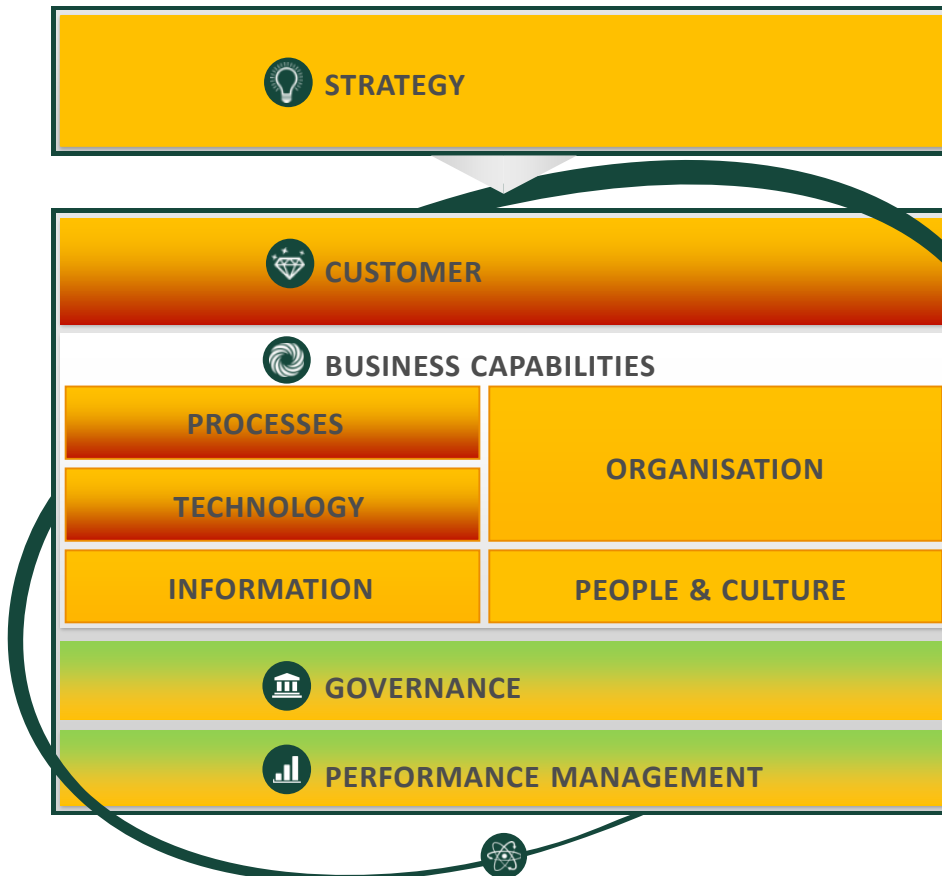 STRATEGY
CUSTOMER
BUSINESS CAPABILITIES
PROCESSES
TECHNOLOGY
INFORMATION
ORGANISATION
PEOPLE & CULTURE
GOVERNANCE
PERFORMANCE MANAGEMENT